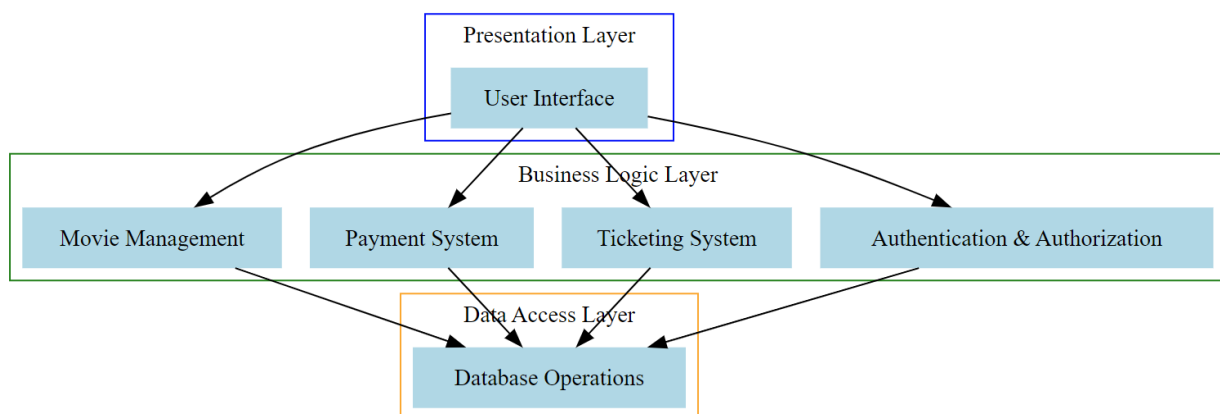 Presentation Layer
User Interface
Business Logic Layer
Movie Management
Payment System
Ticketing System
Authentication & Authorization
Data Access Layer
Database Operations